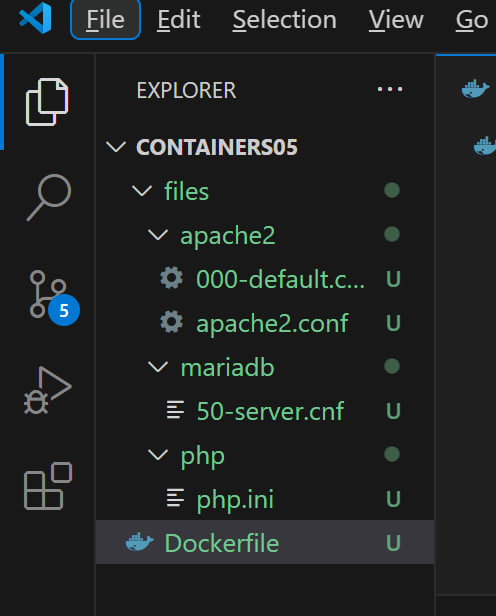 File Edit Selection View Go
EXPLORER ...
CONTAINERS05
files
apache2
000-default.c... U
apache2.conf U
5
mariadb
50-server.cnf U
php
php.ini U
Dockerfile U